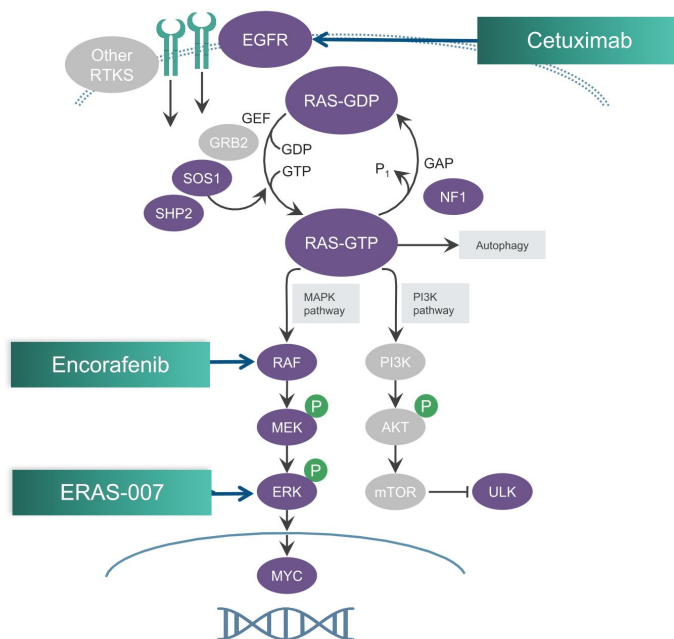 Cetuximab
EGFR
Other
RTKS
RAS-GDP
GEF
GDP
GTP
GRB2
SOS1
SHP2
P1
GAP
NF1
RAS-GTP
Autophagy
MAPK
pathway
PI3K
pathway
Encorafenib
RAF
PI3K
P
MEK
P
AKT
P
ERAS-007
ERK
mTOR
ULK
MYC